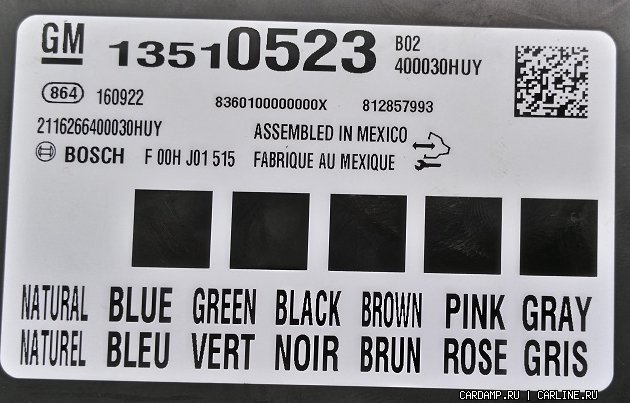 GM 13510523 B02
400030HUY
864 160922 8360100000000X 812857993
2116266400030HUY ASSEMBLED IN MEXICO
BOSCH F 00H J01 515 FABRIQUE AU MEXIQUE
NATURAL BLUE GREEN BLACK BROWN PINK GRAY
NATUREL BLEU VERT NOIR BRUN ROSE GRIS
CARDAMP.RU | CARLINE.RU